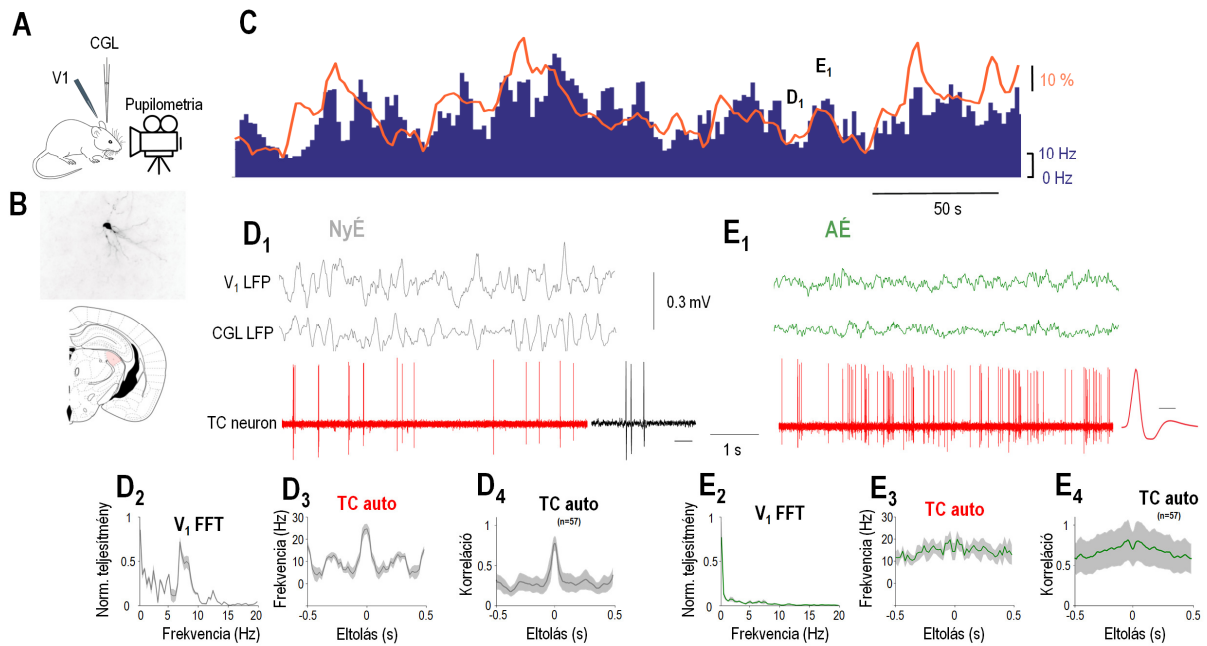 A
CGL
V1
Pupilometria
B
C
E1
D1
10 %
10 Hz
0 Hz
50 s
D1
NyÉ
V1 LFP
CGL LFP
TC neuron
0.3 mV
1 s
E1
AÉ
D2
V1 FFT
Norm. teljesítmény
1
0.5
0
0 5 10 15 20
Frekvencia (Hz)
D3
TC auto
Frekvencia (Hz)
30
20
10
0
-0.5 0 0.5
Eltolás (s)
D4
TC auto
(n=57)
Korreláció
1
0.5
0
-0.5 0 0.5
Eltolás (s)
E2
V1 FFT
Norm. teljesítmény
1
0.5
0
0 5 10 15 20
Frekvencia (Hz)
E3
TC auto
Frekvencia (Hz)
30
20
10
0
-0.5 0 0.5
Eltolás (s)
E4
TC auto
(n=57)
Korreláció
1
0.5
0
-0.5 0 0.5
Eltolás (s)